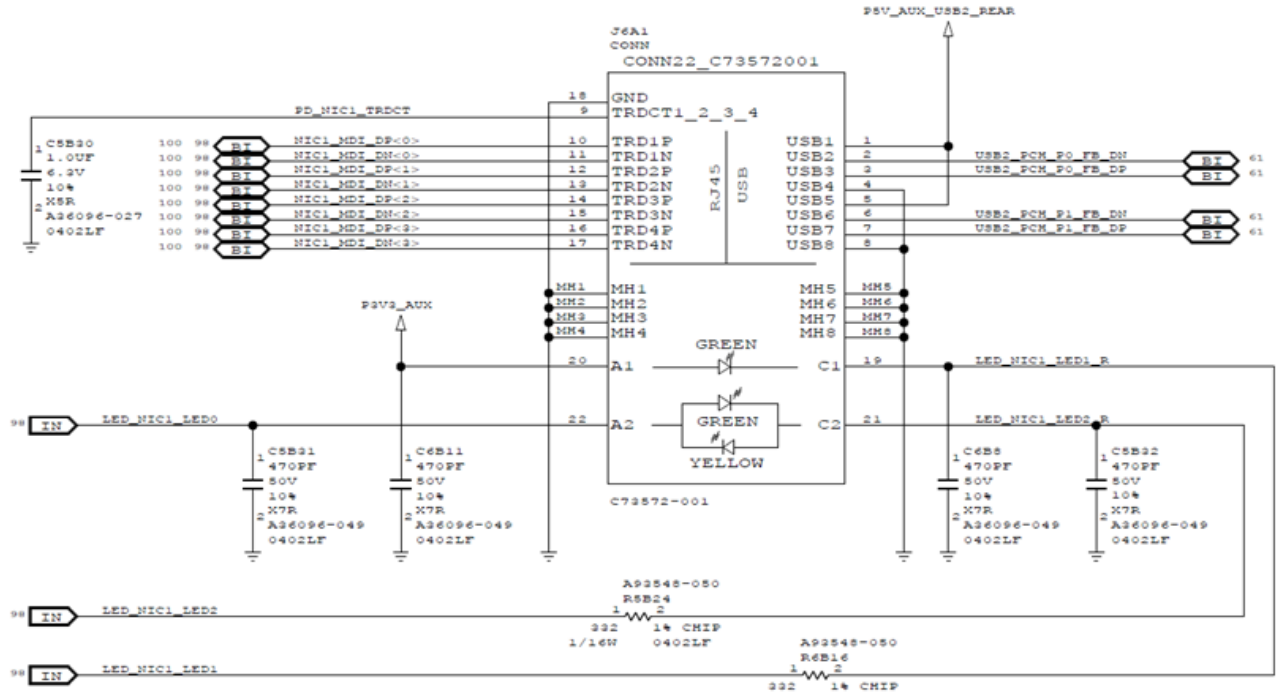 P5V_AUX_USB2_REAR
J6A1
CONN
CONN22_C73572001
18 GND
PD_NIC1_TRDCT 9 TRDCT1_2_3_4
C5B30
1
1.0UF
6.3V
10%
X5R
2
A36096-027
0402LF
100 98 BI NIC1_MDI_DP<0> 10 TRD1P USB1 1
100 98 BI NIC1_MDI_DN<0> 11 TRD1N USB2 2 USB2_PCH_P0_FB_DN BI 61
100 98 BI NIC1_MDI_DP<1> 12 TRD2P USB3 3 USB2_PCH_P0_FB_DP BI 61
100 98 BI NIC1_MDI_DN<1> 13 TRD2N USB4 4
100 98 BI NIC1_MDI_DP<2> 14 TRD3P USB5 5
100 98 BI NIC1_MDI_DN<2> 15 TRD3N USB6 6 USB2_PCH_P1_FB_DN BI 61
100 98 BI NIC1_MDI_DP<3> 16 TRD4P USB7 7 USB2_PCH_P1_FB_DP BI 61
100 98 BI NIC1_MDI_DN<3> 17 TRD4N USB8 8
RJ45
USB
MH1 MH1 MH5 MH5
MH2 MH2 MH6 MH6
MH3 MH3 MH7 MH7
MH4 MH4 MH8 MH8
P3V3_AUX
GREEN
20 A1 C1 19 LED_NIC1_LED1_R
98 IN LED_NIC1_LED0 22 A2 GREEN C2 21 LED_NIC1_LED2_R
YELLOW
C73572-001
1 C5B31
470PF
50V
10%
X7R
2
A36096-049
0402LF
1 C6B11
470PF
50V
10%
X7R
2
A36096-049
0402LF
1 C6B8
470PF
50V
10%
X7R
2
A36096-049
0402LF
1 C5B32
470PF
50V
10%
X7R
2
A36096-049
0402LF
A93548-050
R5B24
98 IN LED_NIC1_LED2 1 2
332 1% CHIP
1/16W 0402LF
A93548-050
R6B16
98 IN LED_NIC1_LED1 1 2
332 1% CHIP